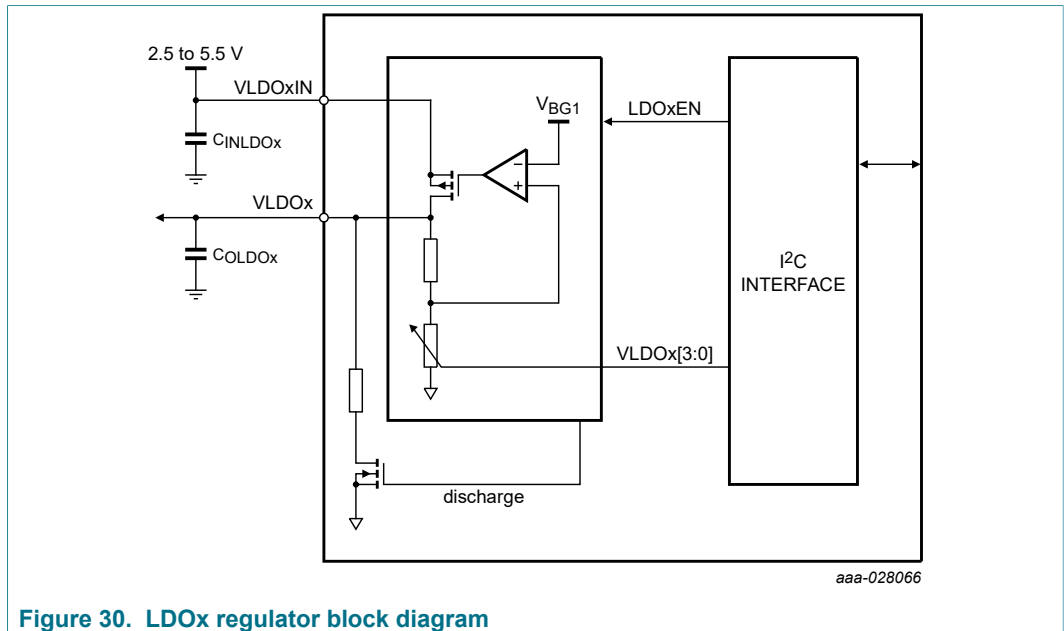 2.5 to 5.5 V
VLDOxIN
CINLDOx
VBG1
LDOxEN
−
+
VLDOx
COLDOx
I2C
INTERFACE
VLDOx[3:0]
discharge
aaa-028066
Figure 30. LDOx regulator block diagram